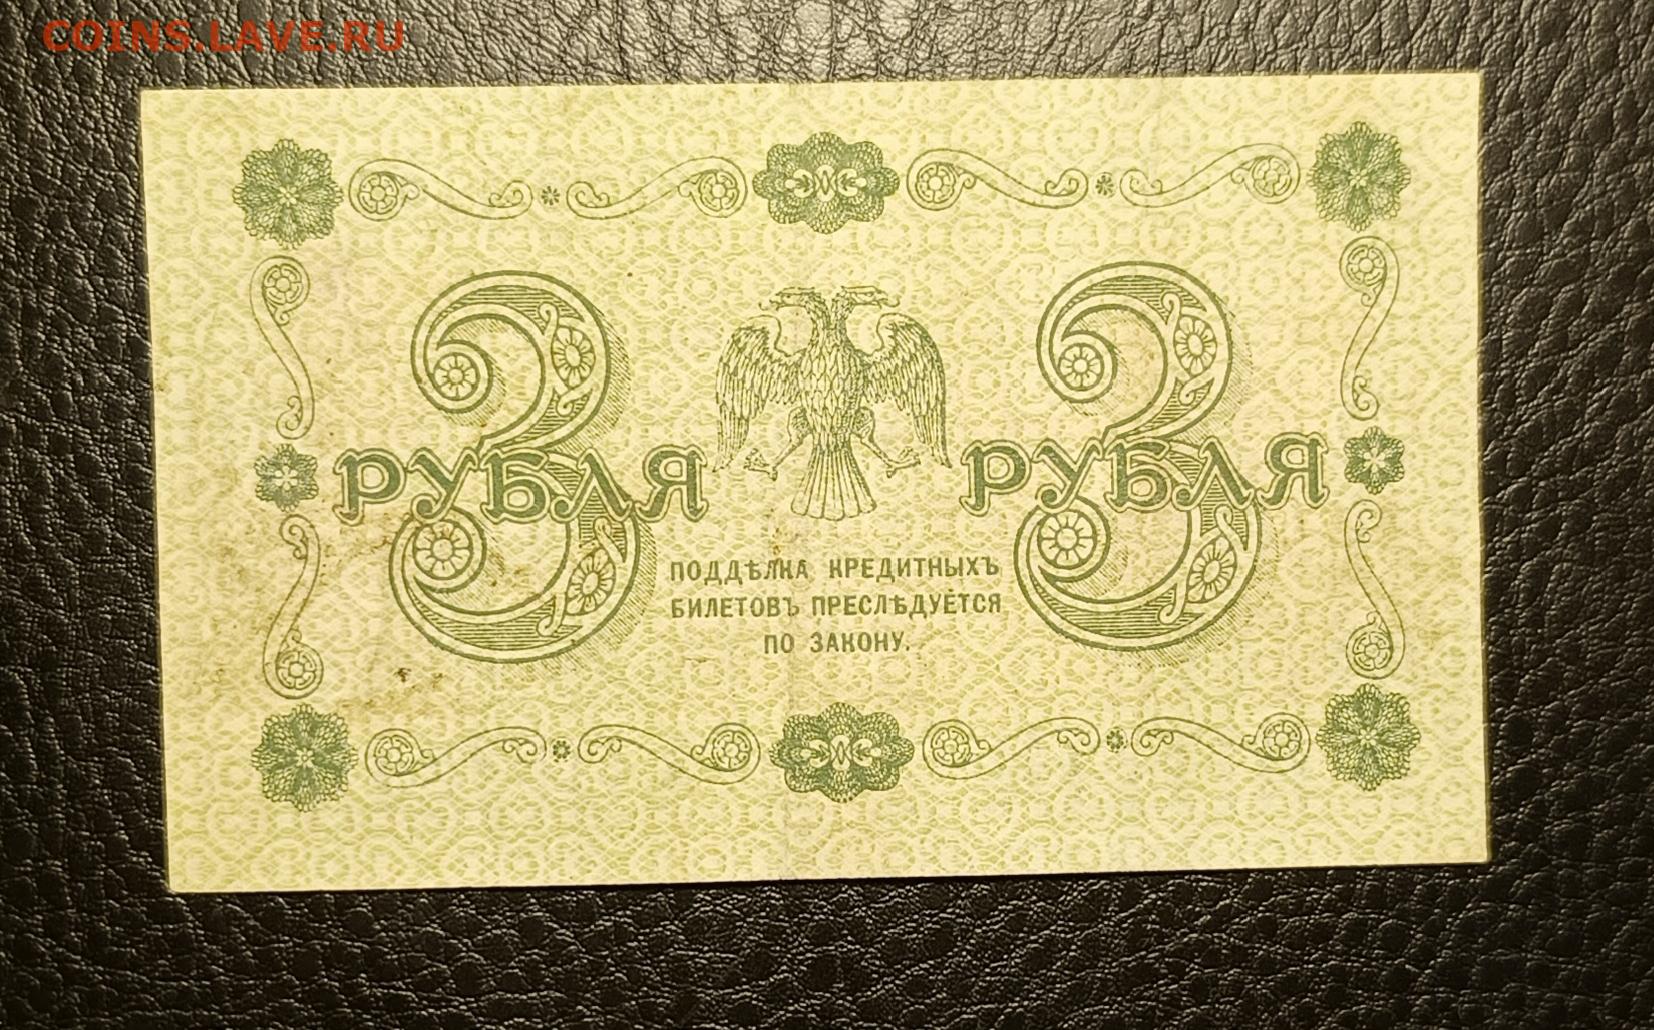 COINS.LAVE.RU
3 3
РУБЛЯ РУБЛЯ
ПОДДѢЛКА КРЕДИТНЫХЪ
БИЛЕТОВЪ ПРЕСЛѢДУЕТСЯ
ПО ЗАКОНУ.